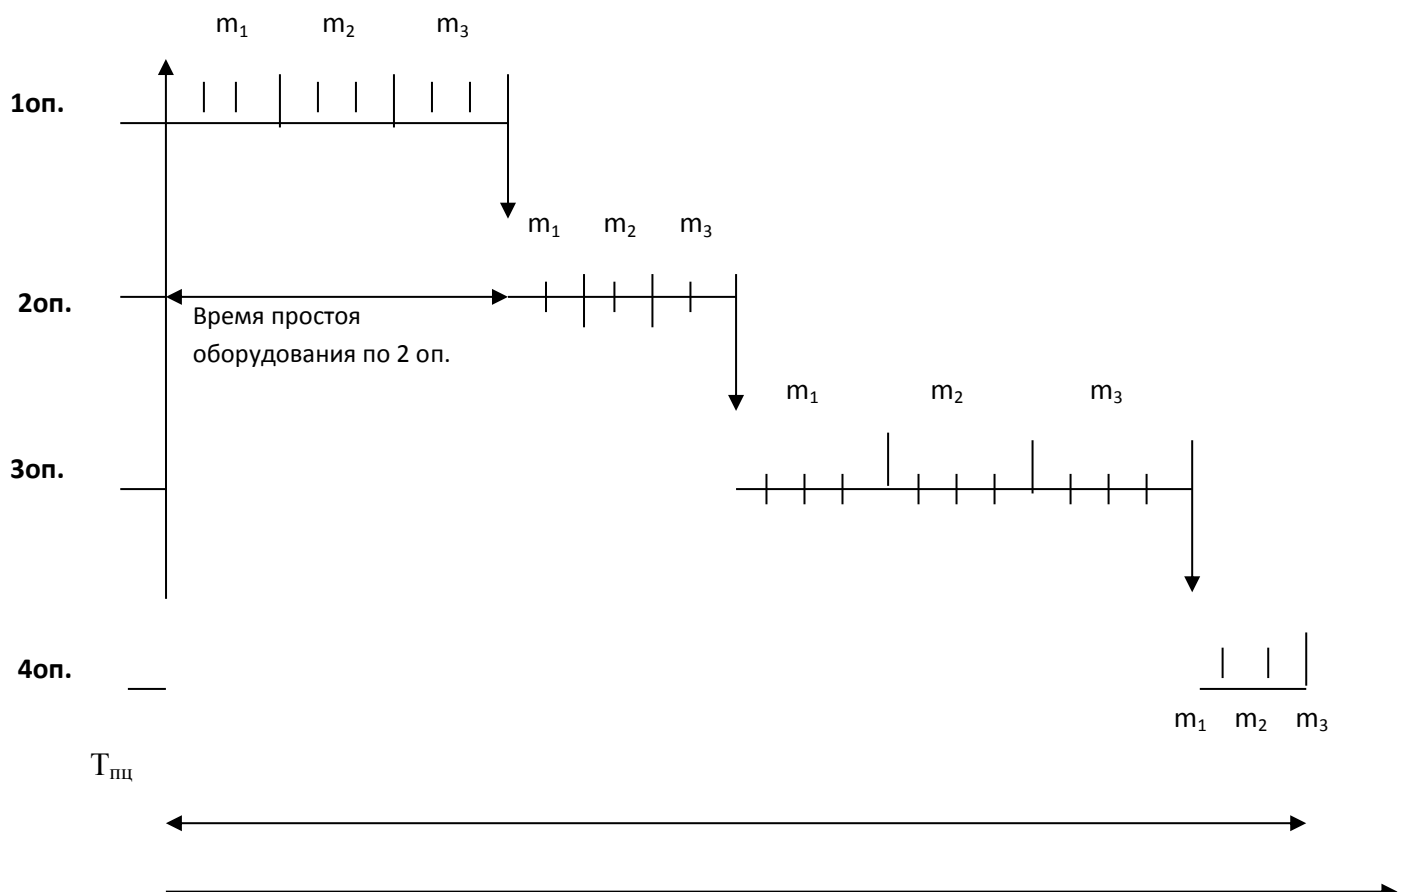 m₁ m₂ m₃
1оп.
m₁ m₂ m₃
2оп.
Время простоя
оборудования по 2 оп.
m₁ m₂ m₃
3оп.
4оп.
m₁ m₂ m₃
Тпц